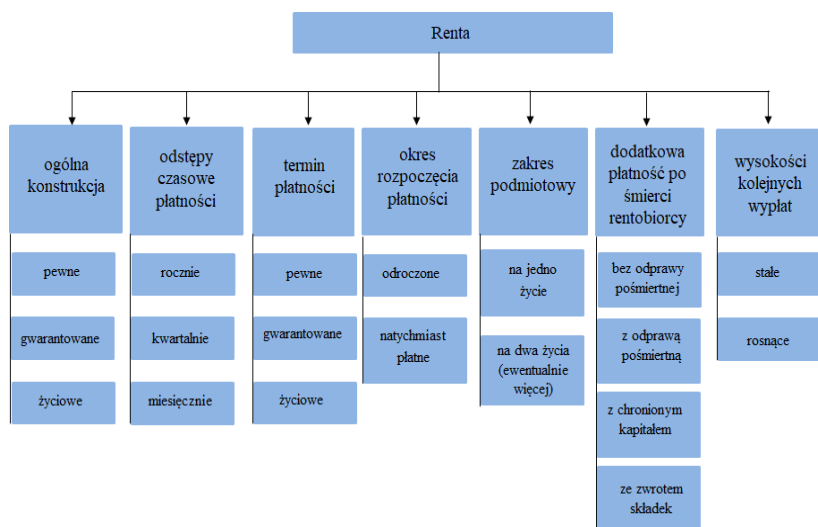 Renta
ogólna
konstrukcja
pewne
gwarantowane
życiowe
odstępy
czasowe
płatności
rocznie
kwartalnie
miesięcznie
termin
płatności
pewne
gwarantowane
życiowe
okres
rozpoczęcia
płatności
odroczone
natychmiast
płatne
zakres
podmiotowy
na jedno
życie
na dwa życia
(ewentualnie
więcej)
dodatkowa
płatność po
śmierci
rentobiorcy
bez odprawy
pośmiertnej
z odprawą
pośmiertną
z chronionym
kapitałem
ze zwrotem
składek
wysokości
kolejnych
wypłat
stałe
rosnące